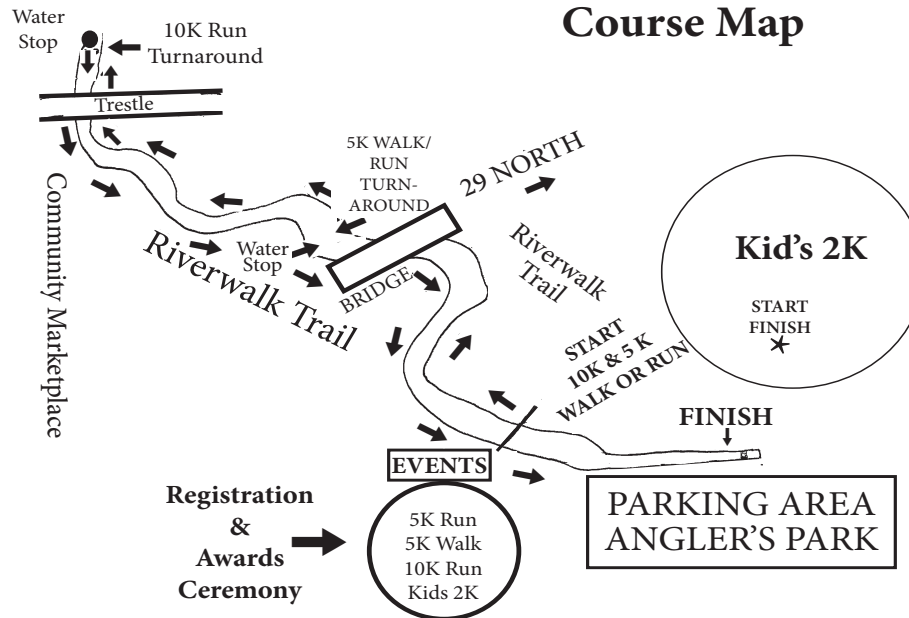 Course Map
Water
Stop
10K Run
Turnaround
Trestle
5K WALK/
RUN
TURN-
AROUND
29 NORTH
Community Marketplace
Riverwalk Trail
Water
Stop
BRIDGE
Riverwalk
Trail
Kid's 2K
START
FINISH
START
10K & 5 K
WALK OR RUN
FINISH
EVENTS
Registration
&
Awards
Ceremony
5K Run
5K Walk
10K Run
Kids 2K
PARKING AREA
ANGLER'S PARK